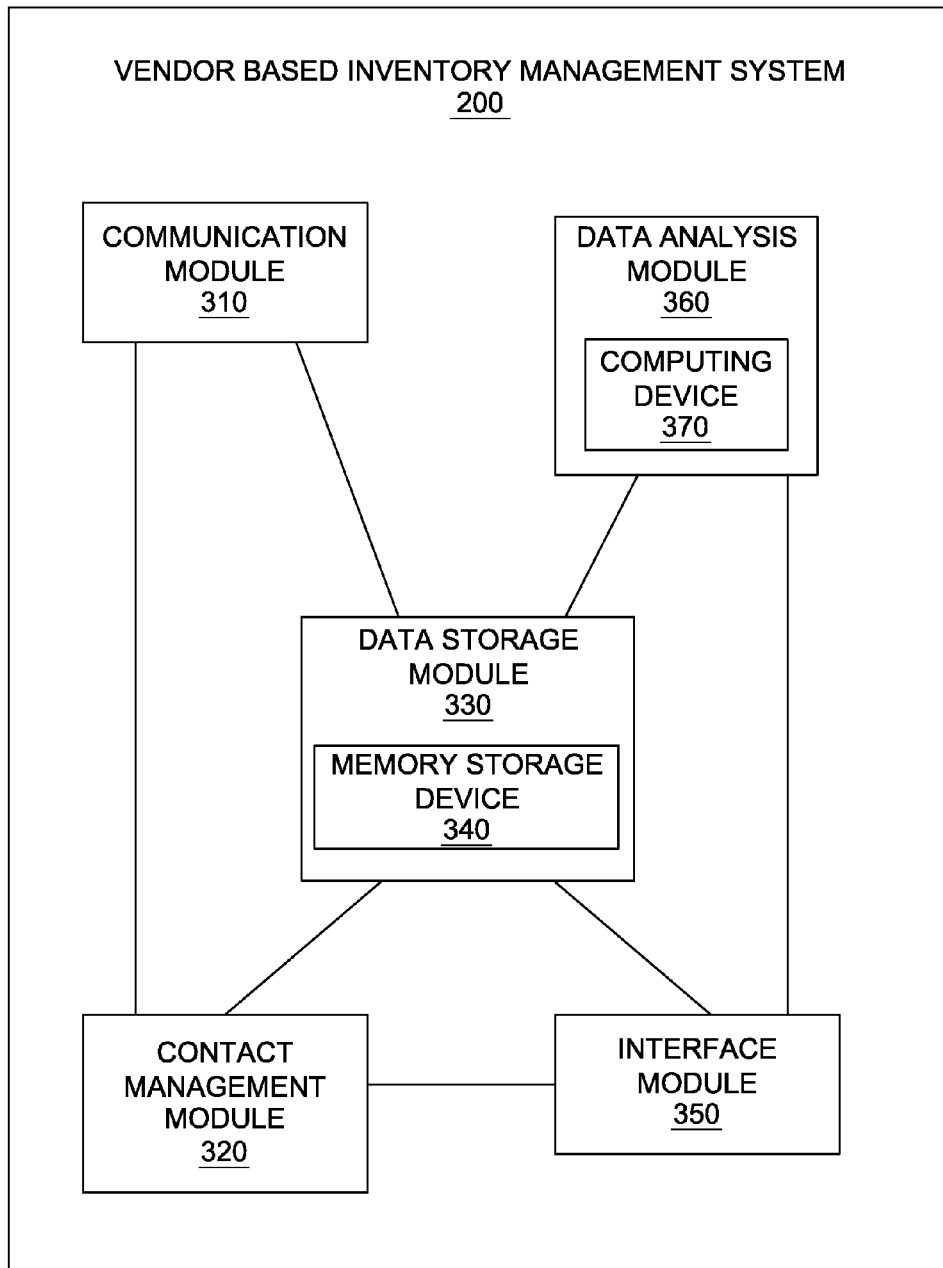 VENDOR BASED INVENTORY MANAGEMENT SYSTEM
200
COMMUNICATION
MODULE
310
DATA ANALYSIS
MODULE
360
COMPUTING
DEVICE
370
DATA STORAGE
MODULE
330
MEMORY STORAGE
DEVICE
340
CONTACT
MANAGEMENT
MODULE
320
INTERFACE
MODULE
350